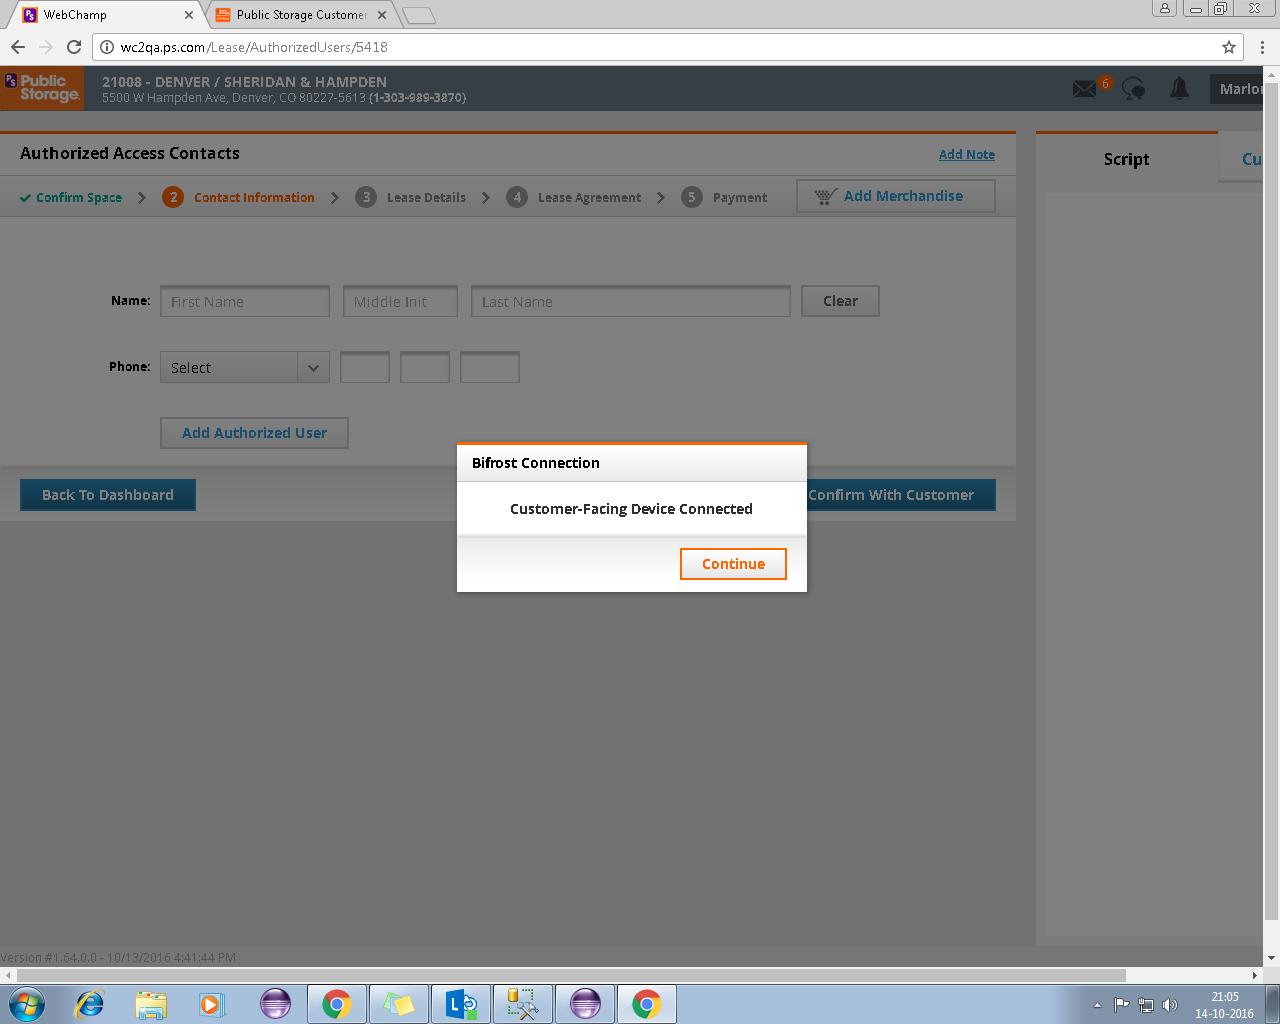 WebChamp
Public Storage Customer
wc2qa.ps.com/Lease/AuthorizedUsers/5418
PS Public Storage.
21008 - DENVER / SHERIDAN & HAMPDEN
5500 W Hampden Ave, Denver, CO 80227-5613 (1-303-989-3870)
6
Marlo
Authorized Access Contacts
Add Note
Script
Cu
Confirm Space
2 Contact Information
3 Lease Details
4 Lease Agreement
5 Payment
Add Merchandise
Name: First Name Middle Init Last Name Clear
Phone: Select
Add Authorized User
Back To Dashboard
Confirm With Customer
Bifrost Connection
Customer-Facing Device Connected
Continue
Version #1.64.0.0 - 10/13/2016 4:41:44 PM
21:05
14-10-2016